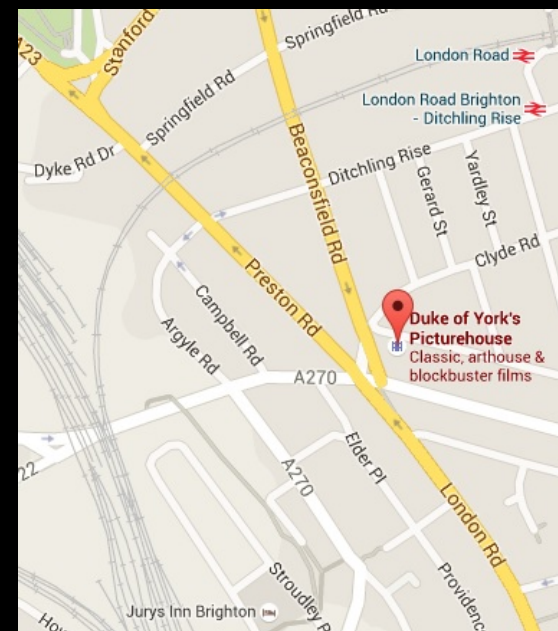 Springfield Rd
Stanford
A23
London Road
London Road Brighton
- Ditchling Rise
Springfield Rd
Beaconsfield Rd
Dyke Rd Dr
Ditchling Rise
Yardley St
Gerard St
Clyde Rd
Preston Rd
Campbell Rd
Duke of York's
Picturehouse
Classic, arthouse &
blockbuster films
Argyle Rd
A270
Elder Pl
A270
22
London Rd
Stroudley R
Providenc
Jurys Inn Brighton